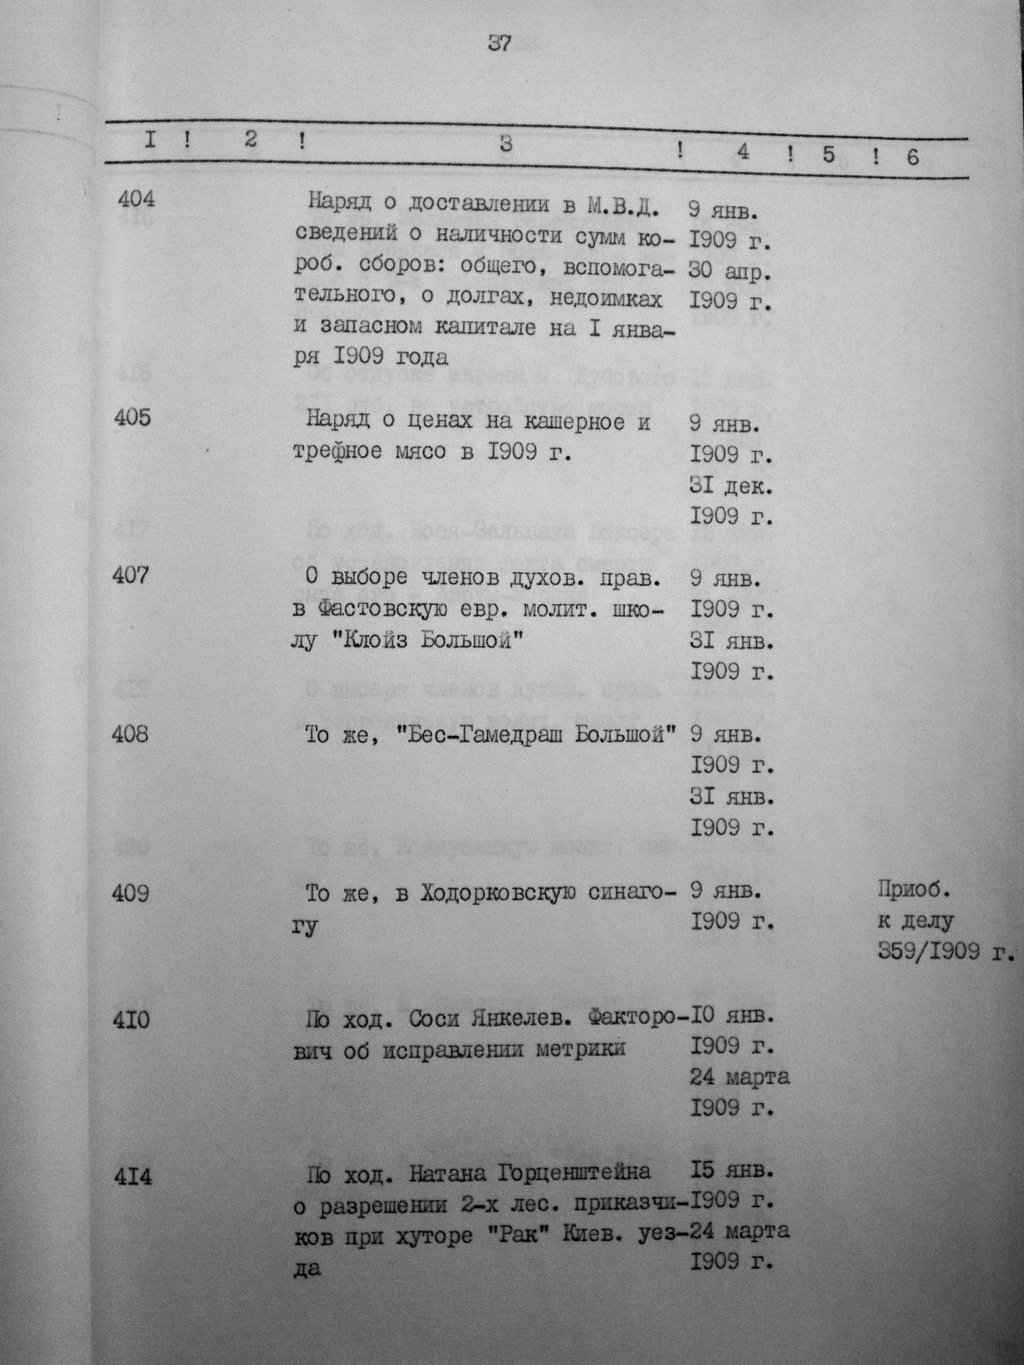 37
I ! 2 ! 3 ! 4 ! 5 ! 6
404 Наряд о доставлении в М.В.Д. 9 янв.
сведений о наличности сумм ко- I909 г.
роб. сборов: общего, вспомога- 30 апр.
тельного, о долгах, недоимках I909 г.
и запасном капитале на I янва-
ря I909 года
405 Наряд о ценах на кашерное и 9 янв.
трефное мясо в I909 г. I909 г.
3I дек.
I909 г.
407 О выборе членов духов. прав. 9 янв.
в Фастовскую евр. молит. шко- I909 г.
лу "Клойз Большой" 3I янв.
I909 г.
408 То же, "Бес-Гамедраш Большой" 9 янв.
I909 г.
3I янв.
I909 г.
409 То же, в Ходорковскую синаго- 9 янв. Приоб.
гу I909 г. к делу
359/I909 г.
4I0 По ход. Соси Янкелев. Факторо-I0 янв.
вич об исправлении метрики I909 г.
24 марта
I909 г.
4I4 По ход. Натана Горценштейна I5 янв.
о разрешении 2-х лес. приказчи-I909 г.
ков при хуторе "Рак" Киев. уез-24 марта
да I909 г.